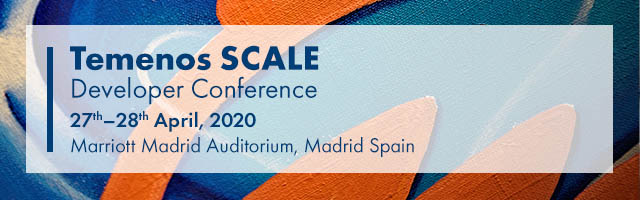 Temenos SCALE
Developer Conference
27th–28th April, 2020
Marriott Madrid Auditorium, Madrid Spain